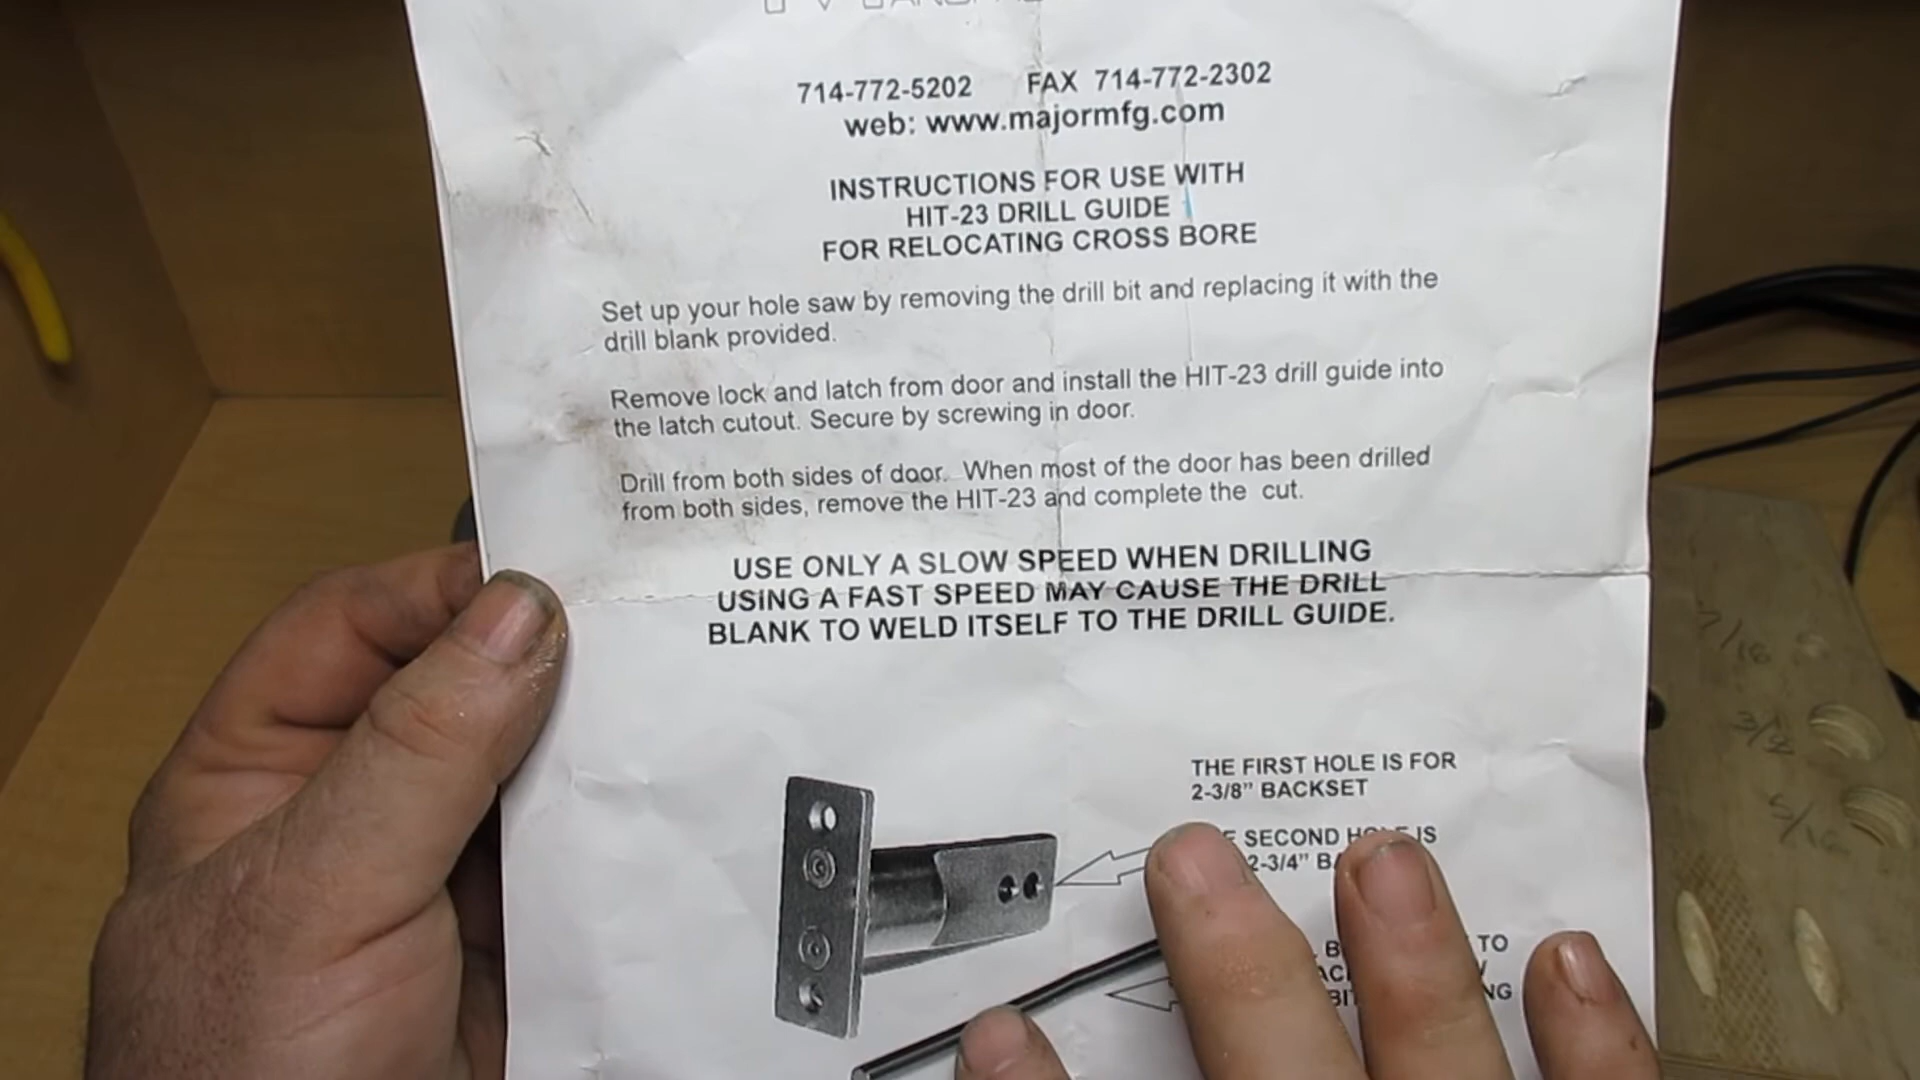 714-772-5202 FAX 714-772-2302
web: www.majormfg.com
INSTRUCTIONS FOR USE WITH
HIT-23 DRILL GUIDE
FOR RELOCATING CROSS BORE
Set up your hole saw by removing the drill bit and replacing it with the
drill blank provided.
Remove lock and latch from door and install the HIT-23 drill guide into
the latch cutout. Secure by screwing in door.
Drill from both sides of door. When most of the door has been drilled
from both sides, remove the HIT-23 and complete the cut.
USE ONLY A SLOW SPEED WHEN DRILLING
USING A FAST SPEED MAY CAUSE THE DRILL
BLANK TO WELD ITSELF TO THE DRILL GUIDE.
THE FIRST HOLE IS FOR
2-3/8" BACKSET
SECOND IS
2-3/4"
TO
5/16